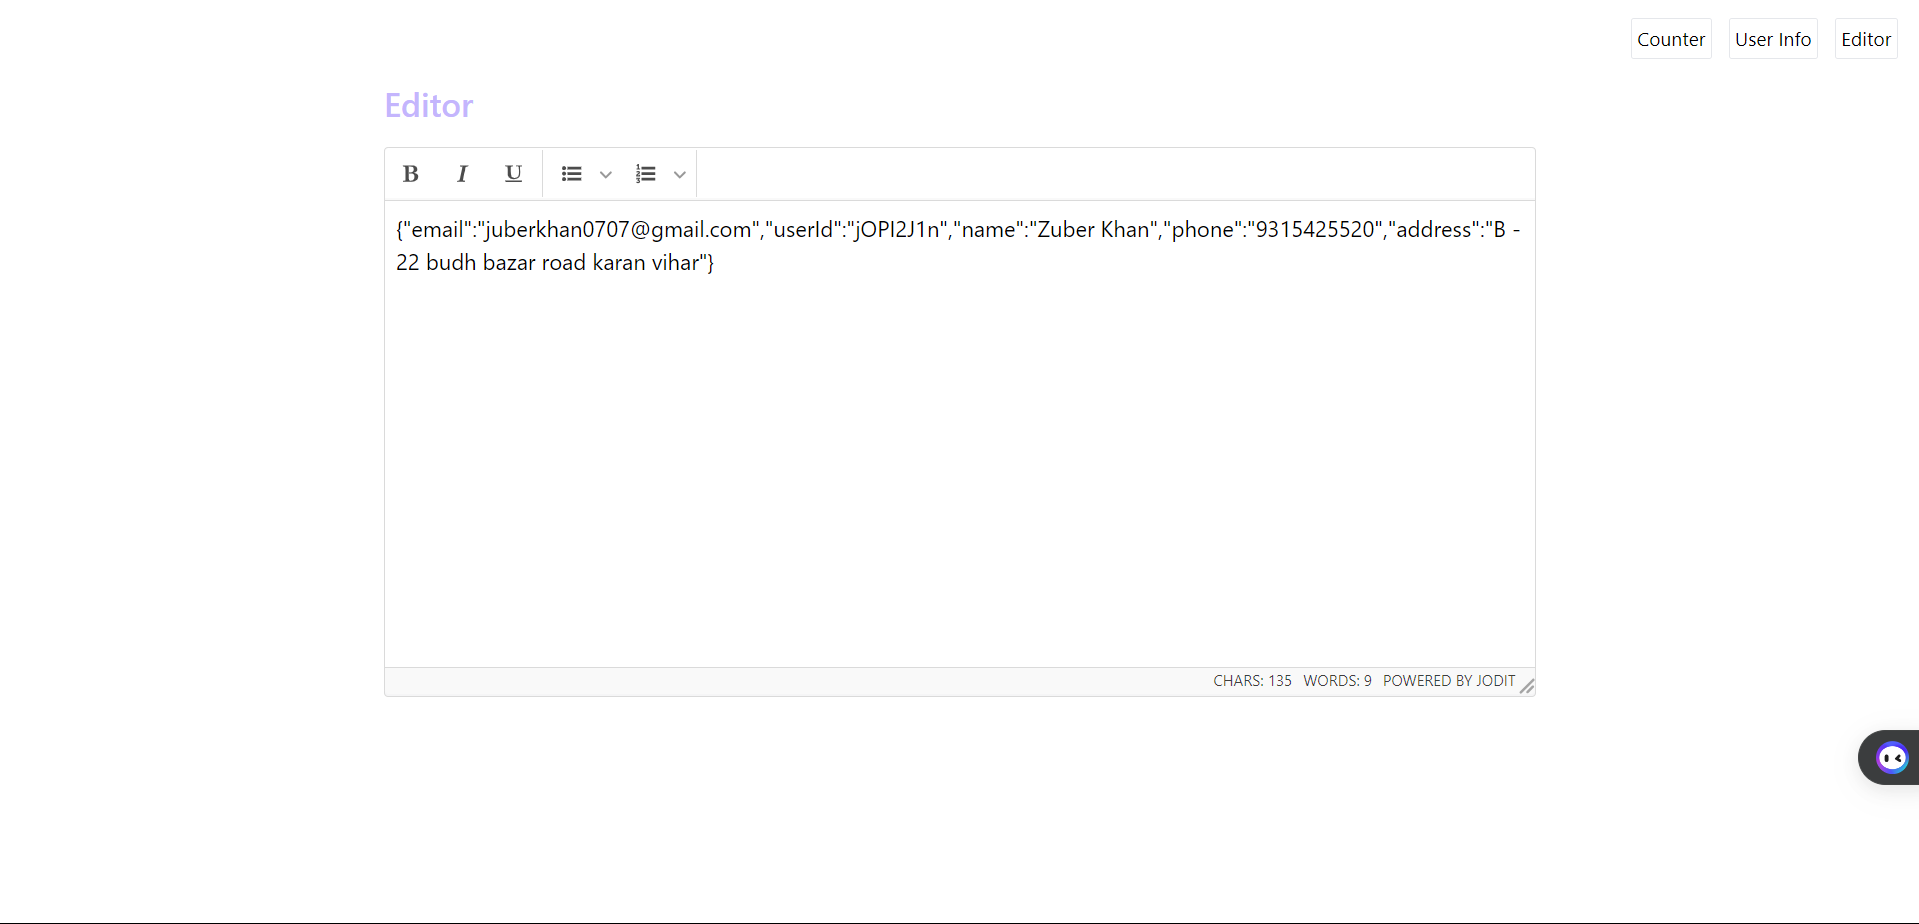 Counter User Info Editor
Editor
B I U
{"email":"juberkhan0707@gmail.com","userId":"jOPI2J1n","name":"Zuber Khan","phone":"9315425520","address":"B -
22 budh bazar road karan vihar"}
CHARS: 135 WORDS: 9 POWERED BY JODIT